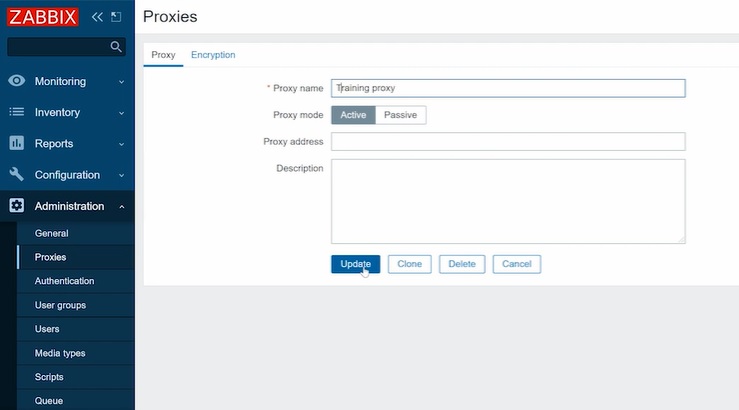 ZABBIX
Monitoring
Inventory
Reports
Configuration
Administration
General
Proxies
Authentication
User groups
Users
Media types
Scripts
Queue
Proxies
Proxy Encryption
* Proxy name Training proxy
Proxy mode Active Passive
Proxy address
Description
Update Clone Delete Cancel